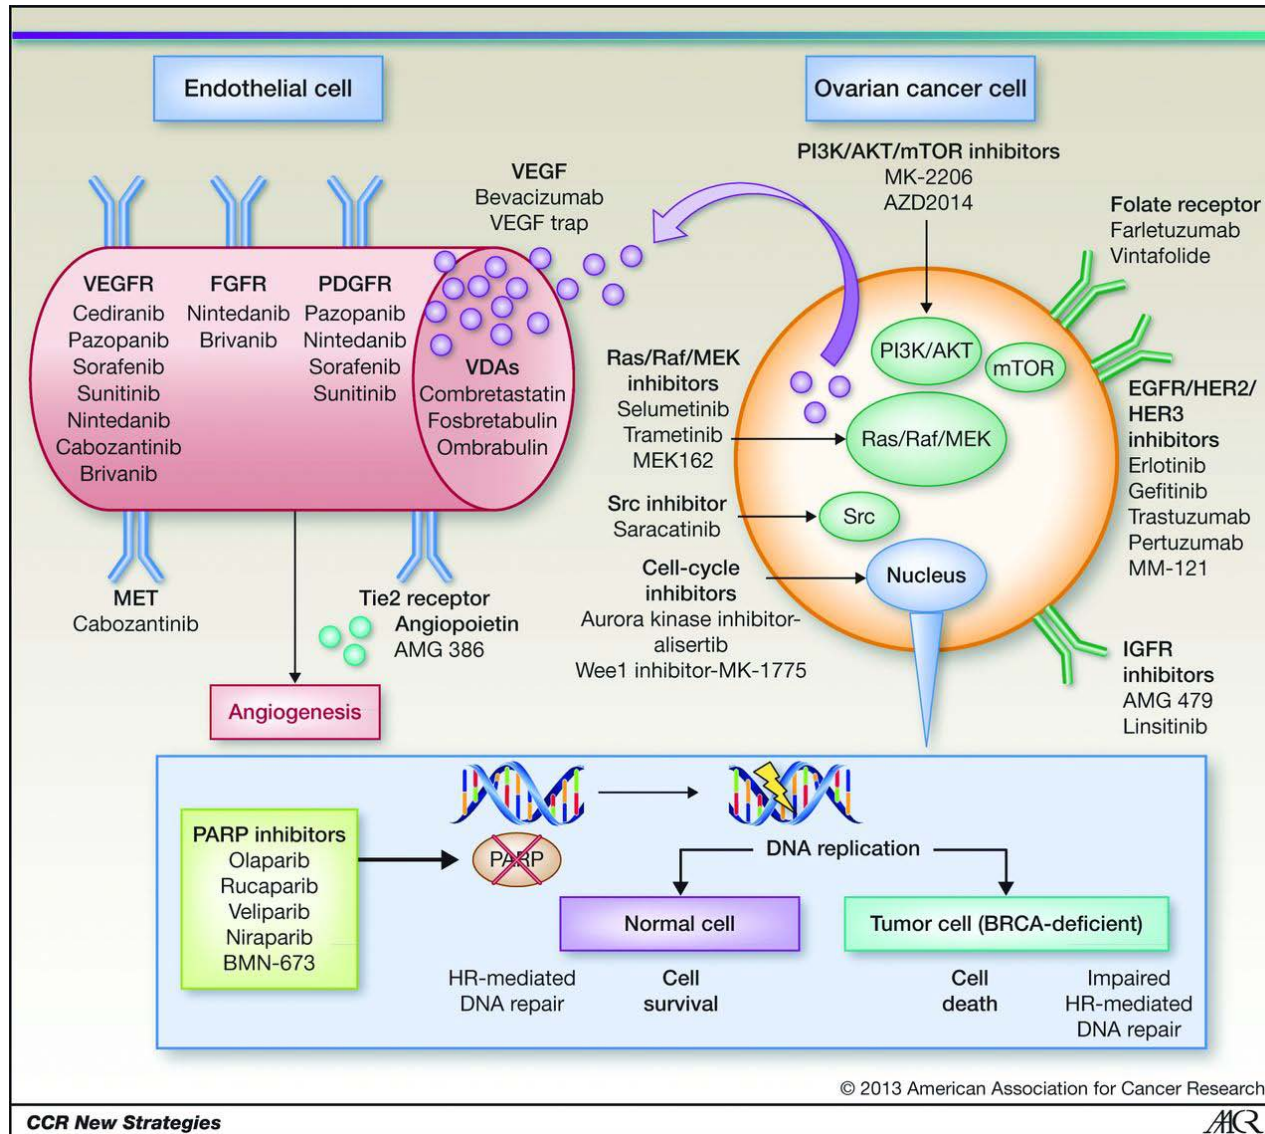 Endothelial cell
Ovarian cancer cell
VEGF
Bevacizumab
VEGF trap
PI3K/AKT/mTOR inhibitors
MK-2206
AZD2014
Folate receptor
Farletuzumab
Vintafolide
VEGFR
Cediranib
Pazopanib
Sorafenib
Sunitinib
Nintedanib
Cabozantinib
Brivanib
FGFR
Nintedanib
Brivanib
PDGFR
Pazopanib
Nintedanib
Sorafenib
Sunitinib
VDAs
Combretastatin
Fosbretabulin
Ombrabulin
Ras/Raf/MEK
inhibitors
Selumetinib
Trametinib
MEK162
PI3K/AKT
mTOR
Ras/Raf/MEK
EGFR/HER2/
HER3
inhibitors
Erlotinib
Gefitinib
Trastuzumab
Pertuzumab
MM-121
Src inhibitor
Saracatinib
Src
Cell-cycle
inhibitors
Aurora kinase inhibitor-
alisertib
Wee1 inhibitor-MK-1775
Nucleus
MET
Cabozantinib
Tie2 receptor
Angiopoietin
AMG 386
IGFR
inhibitors
AMG 479
Linsitinib
Angiogenesis
PARP inhibitors
Olaparib
Rucaparib
Veliparib
Niraparib
BMN-673
PARP
DNA replication
Normal cell
Tumor cell (BRCA-deficient)
HR-mediated
DNA repair
Cell
survival
Cell
death
Impaired
HR-mediated
DNA repair
© 2013 American Association for Cancer Research
CCR New Strategies
AACR